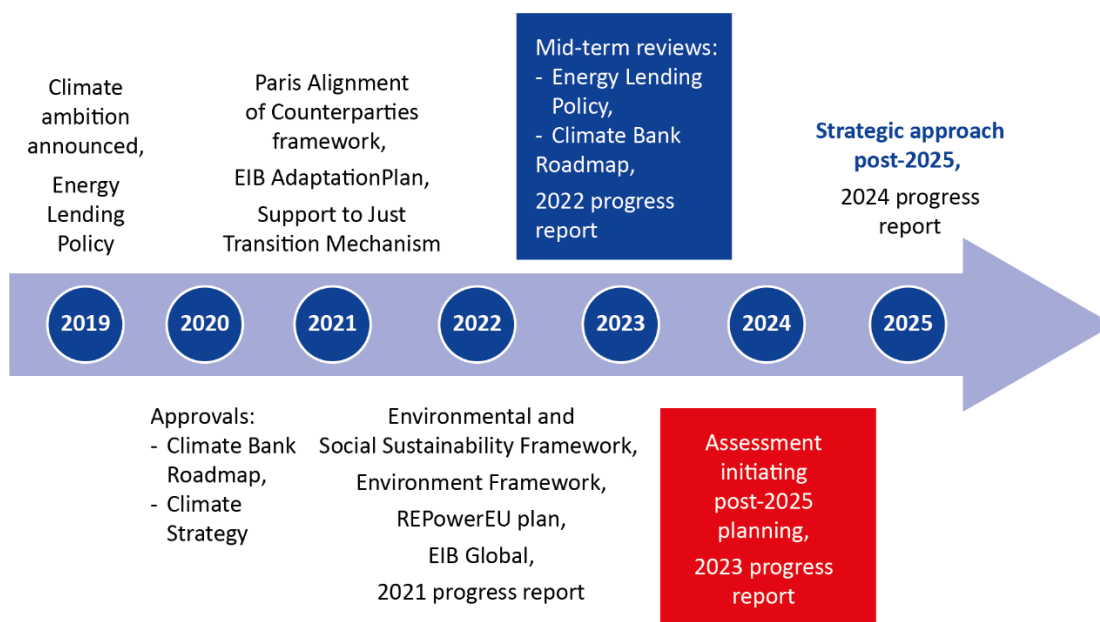 Climate
ambition
announced,
Energy
Lending
Policy
Paris Alignment
of Counterparties
framework,
EIB AdaptationPlan,
Support to Just
Transition Mechanism
Mid-term reviews:
- Energy Lending
Policy,
- Climate Bank
Roadmap,
2022 progress
report
Strategic approach
post-2025,
2024 progress
report
2019
2020
2021
2022
2023
2024
2025
Approvals:
- Climate Bank
Roadmap,
- Climate
Strategy
Environmental and
Social Sustainability Framework,
Environment Framework,
REPowerEU plan,
EIB Global,
2021 progress report
Assessment
initiating
post-2025
planning,
2023 progress
report